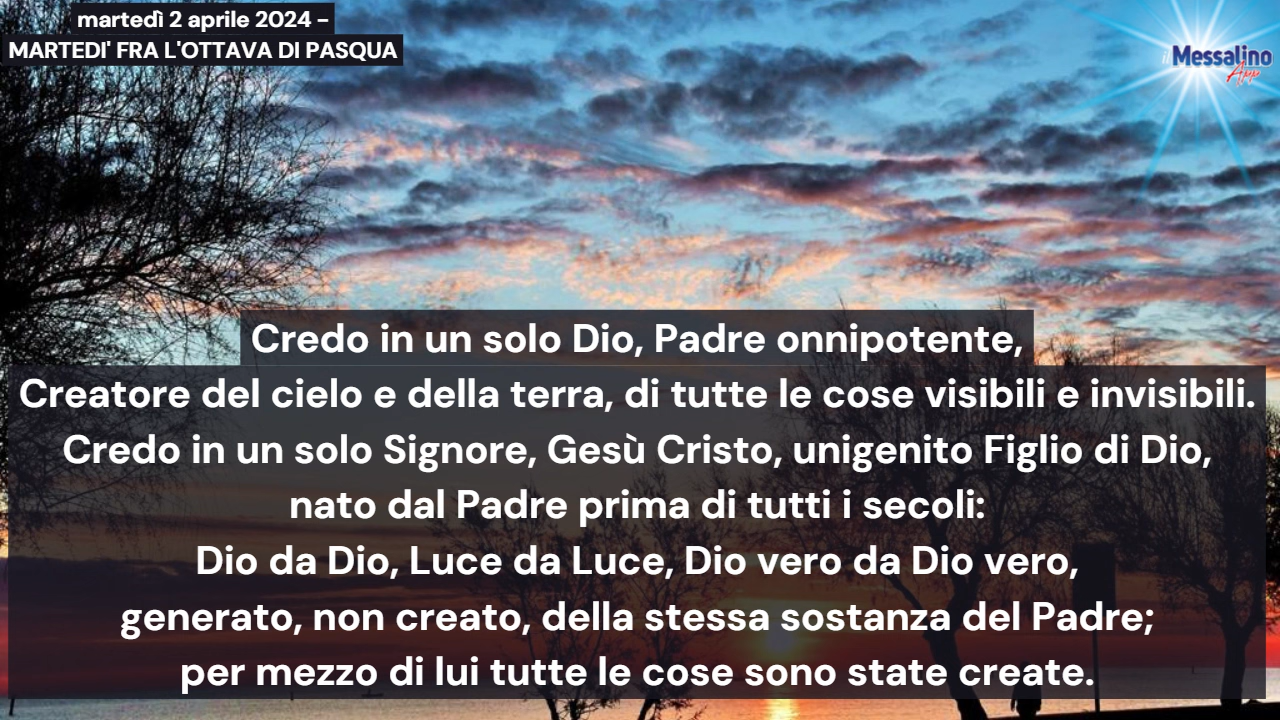 martedì 2 aprile 2024 –
MARTEDI' FRA L'OTTAVA DI PASQUA
il Messalino
App
Credo in un solo Dio, Padre onnipotente,
Creatore del cielo e della terra, di tutte le cose visibili e invisibili.
Credo in un solo Signore, Gesù Cristo, unigenito Figlio di Dio,
nato dal Padre prima di tutti i secoli:
Dio da Dio, Luce da Luce, Dio vero da Dio vero,
generato, non creato, della stessa sostanza del Padre;
per mezzo di lui tutte le cose sono state create.